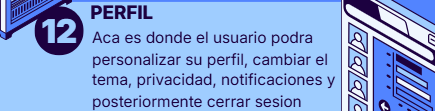 PERFIL
12
Aca es donde el usuario podra
personalizar su perfil, cambiar el
tema, privacidad, notificaciones y
posteriormente cerrar sesion